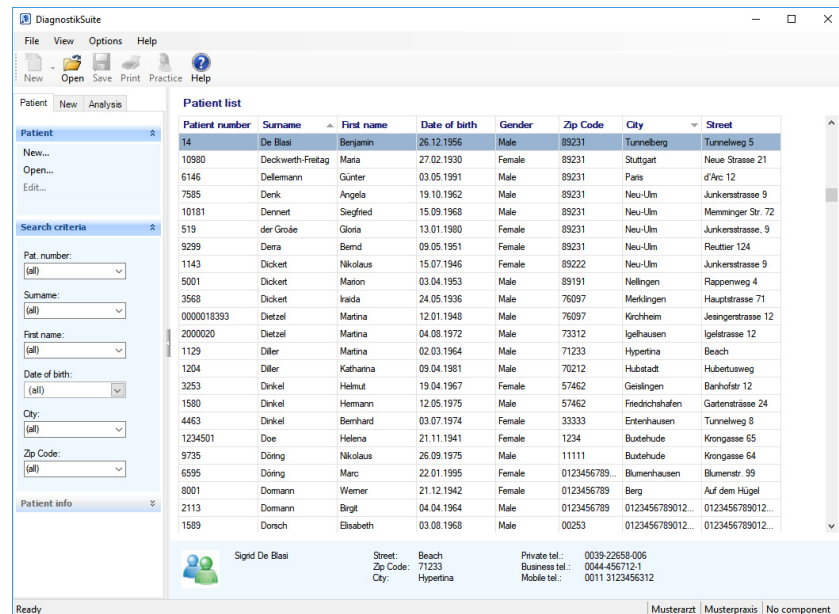 DiagnostikSuite
File View Options Help
New Open Save Print Practice Help
Patient New Analysis
Patient
New...
Open...
Edit...
Search criteria
Pat. number:
(all)
Surname:
(all)
First name:
(all)
Date of birth:
(all)
City:
(all)
Zip Code:
(all)
Patient info
Patient list
Patient number Surname First name Date of birth Gender Zip Code City Street
14 De Blasi Benjamin 26.12.1956 Male 89231 Tunnelberg Tunnelweg 5
10980 Deckwerth-Freitag Maria 27.02.1930 Female 89231 Stuttgart Neue Strasse 21
6146 Dellermann Günter 03.05.1991 Male 89231 Paris d'Arc 12
7585 Denk Angela 19.10.1962 Male 89231 Neu-Ulm Junkersstrasse 9
10181 Dennert Siegfried 15.09.1968 Male 89231 Neu-Ulm Memminger Str. 72
519 der Groáe Gloria 13.01.1980 Female 89231 Neu-Ulm Junkersstrasse, 9
9299 Derra Bernd 09.05.1951 Female 89231 Neu-Ulm Reuttier 124
1143 Dickert Nikolaus 15.07.1946 Female 89222 Neu-Ulm Junkersstrasse 9
5001 Dickert Marion 03.04.1953 Male 89191 Nellingen Rappenweg 4
3568 Dickert Iraida 24.05.1936 Male 76097 Merklingen Hauptstrasse 71
0000018393 Dietzel Martina 12.01.1948 Male 76097 Kirchheim Jesingerstrasse 12
2000020 Dietzel Martina 04.08.1972 Male 73312 Igelhausen Igelstrasse 12
1129 Diller Martina 02.03.1964 Male 71233 Hypertina Beach
1204 Diller Katharina 09.04.1981 Male 70212 Hubstadt Hubertusweg
3253 Dinkel Helmut 19.04.1967 Female 57462 Geislingen Banhofstr 12
1580 Dinkel Hermann 12.05.1975 Male 57462 Friedrichshafen Gartensträsse 24
4463 Dinkel Bernhard 03.07.1974 Female 33333 Entenhausen Tunnelweg 8
1234501 Doe Helena 21.11.1941 Female 1234 Buxtehude Krongasse 65
9735 Döring Nikolaus 26.09.1975 Male 11111 Buxtehude Krongasse 64
6595 Döring Marc 22.01.1995 Female 0123456789... Blumenhausen Blumenstr. 99
8001 Dormann Werner 21.12.1942 Female 0123456789 Berg Auf dem Hügel
2113 Dormann Birgit 04.04.1964 Male 0123456789 0123456789012... 0123456789012...
1589 Dorsch Elisabeth 03.08.1968 Male 00253 0123456789012... 0123456789012...
Sigrid De Blasi Street: Beach Private tel.: 0039-22658-006
Zip Code: 71233 Business tel.: 0044-456712-1
City: Hypertina Mobile tel.: 0011 3123456312
Ready Musterarzt Musterpraxis No component